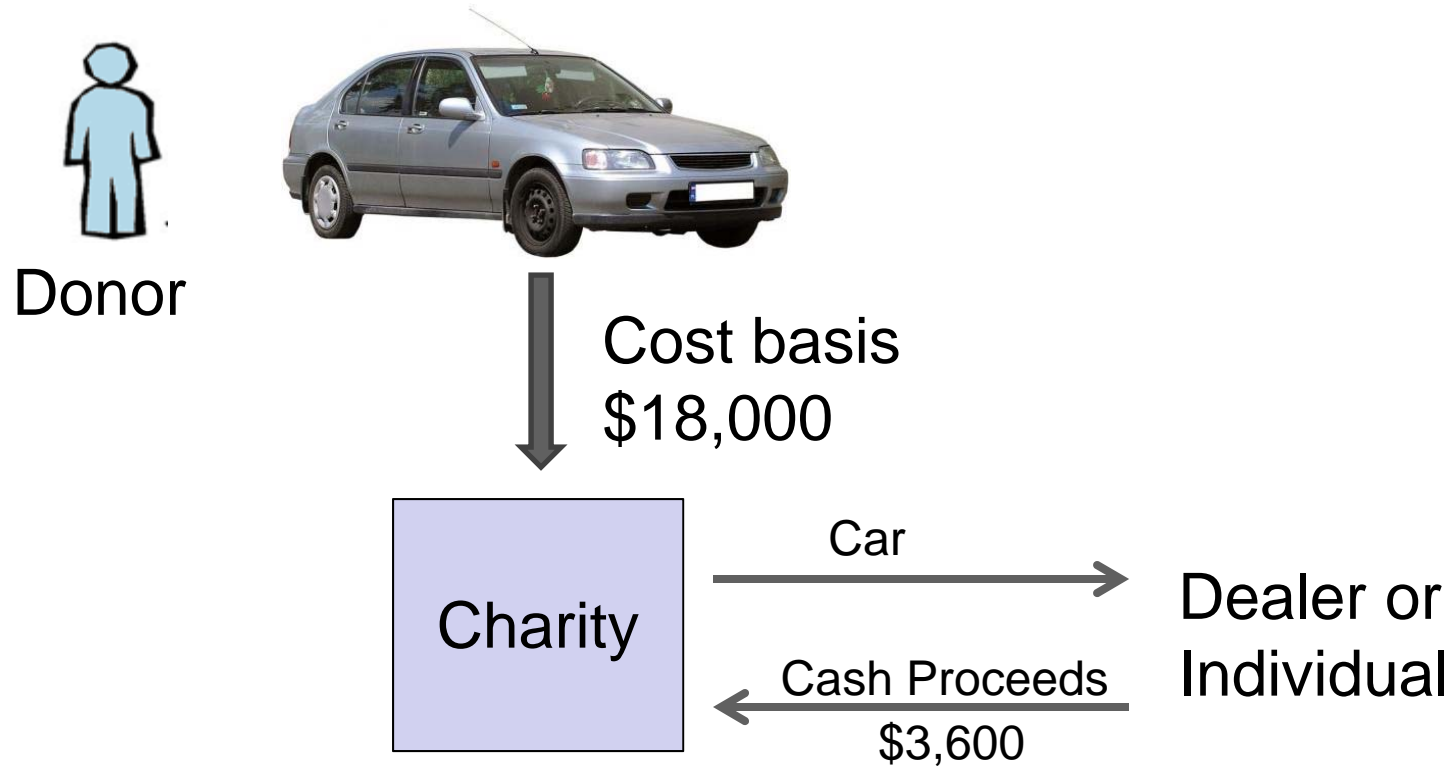 Donor
Cost basis
$18,000
Charity
Car
Cash Proceeds
$3,600
Dealer or
Individual